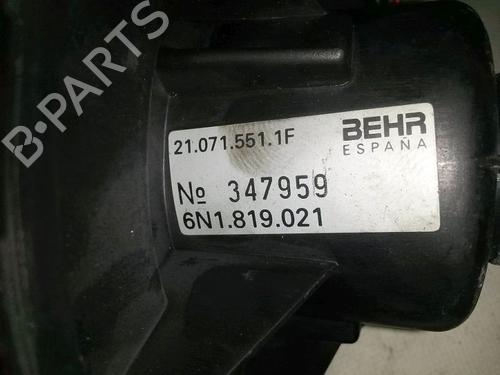 B-PARTS
21.071.551.1F
BEHR
ESPAÑA
№ 347959
6N1.819.021